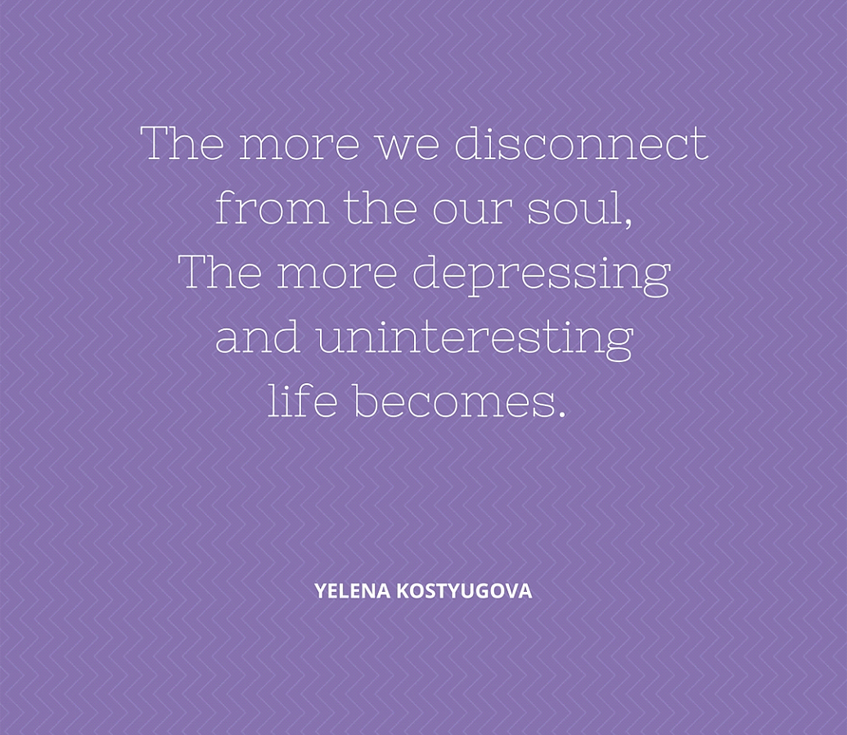 The more we disconnect
from the our soul,
The more depressing
and uninteresting
life becomes.
YELENA KOSTYUGOVA